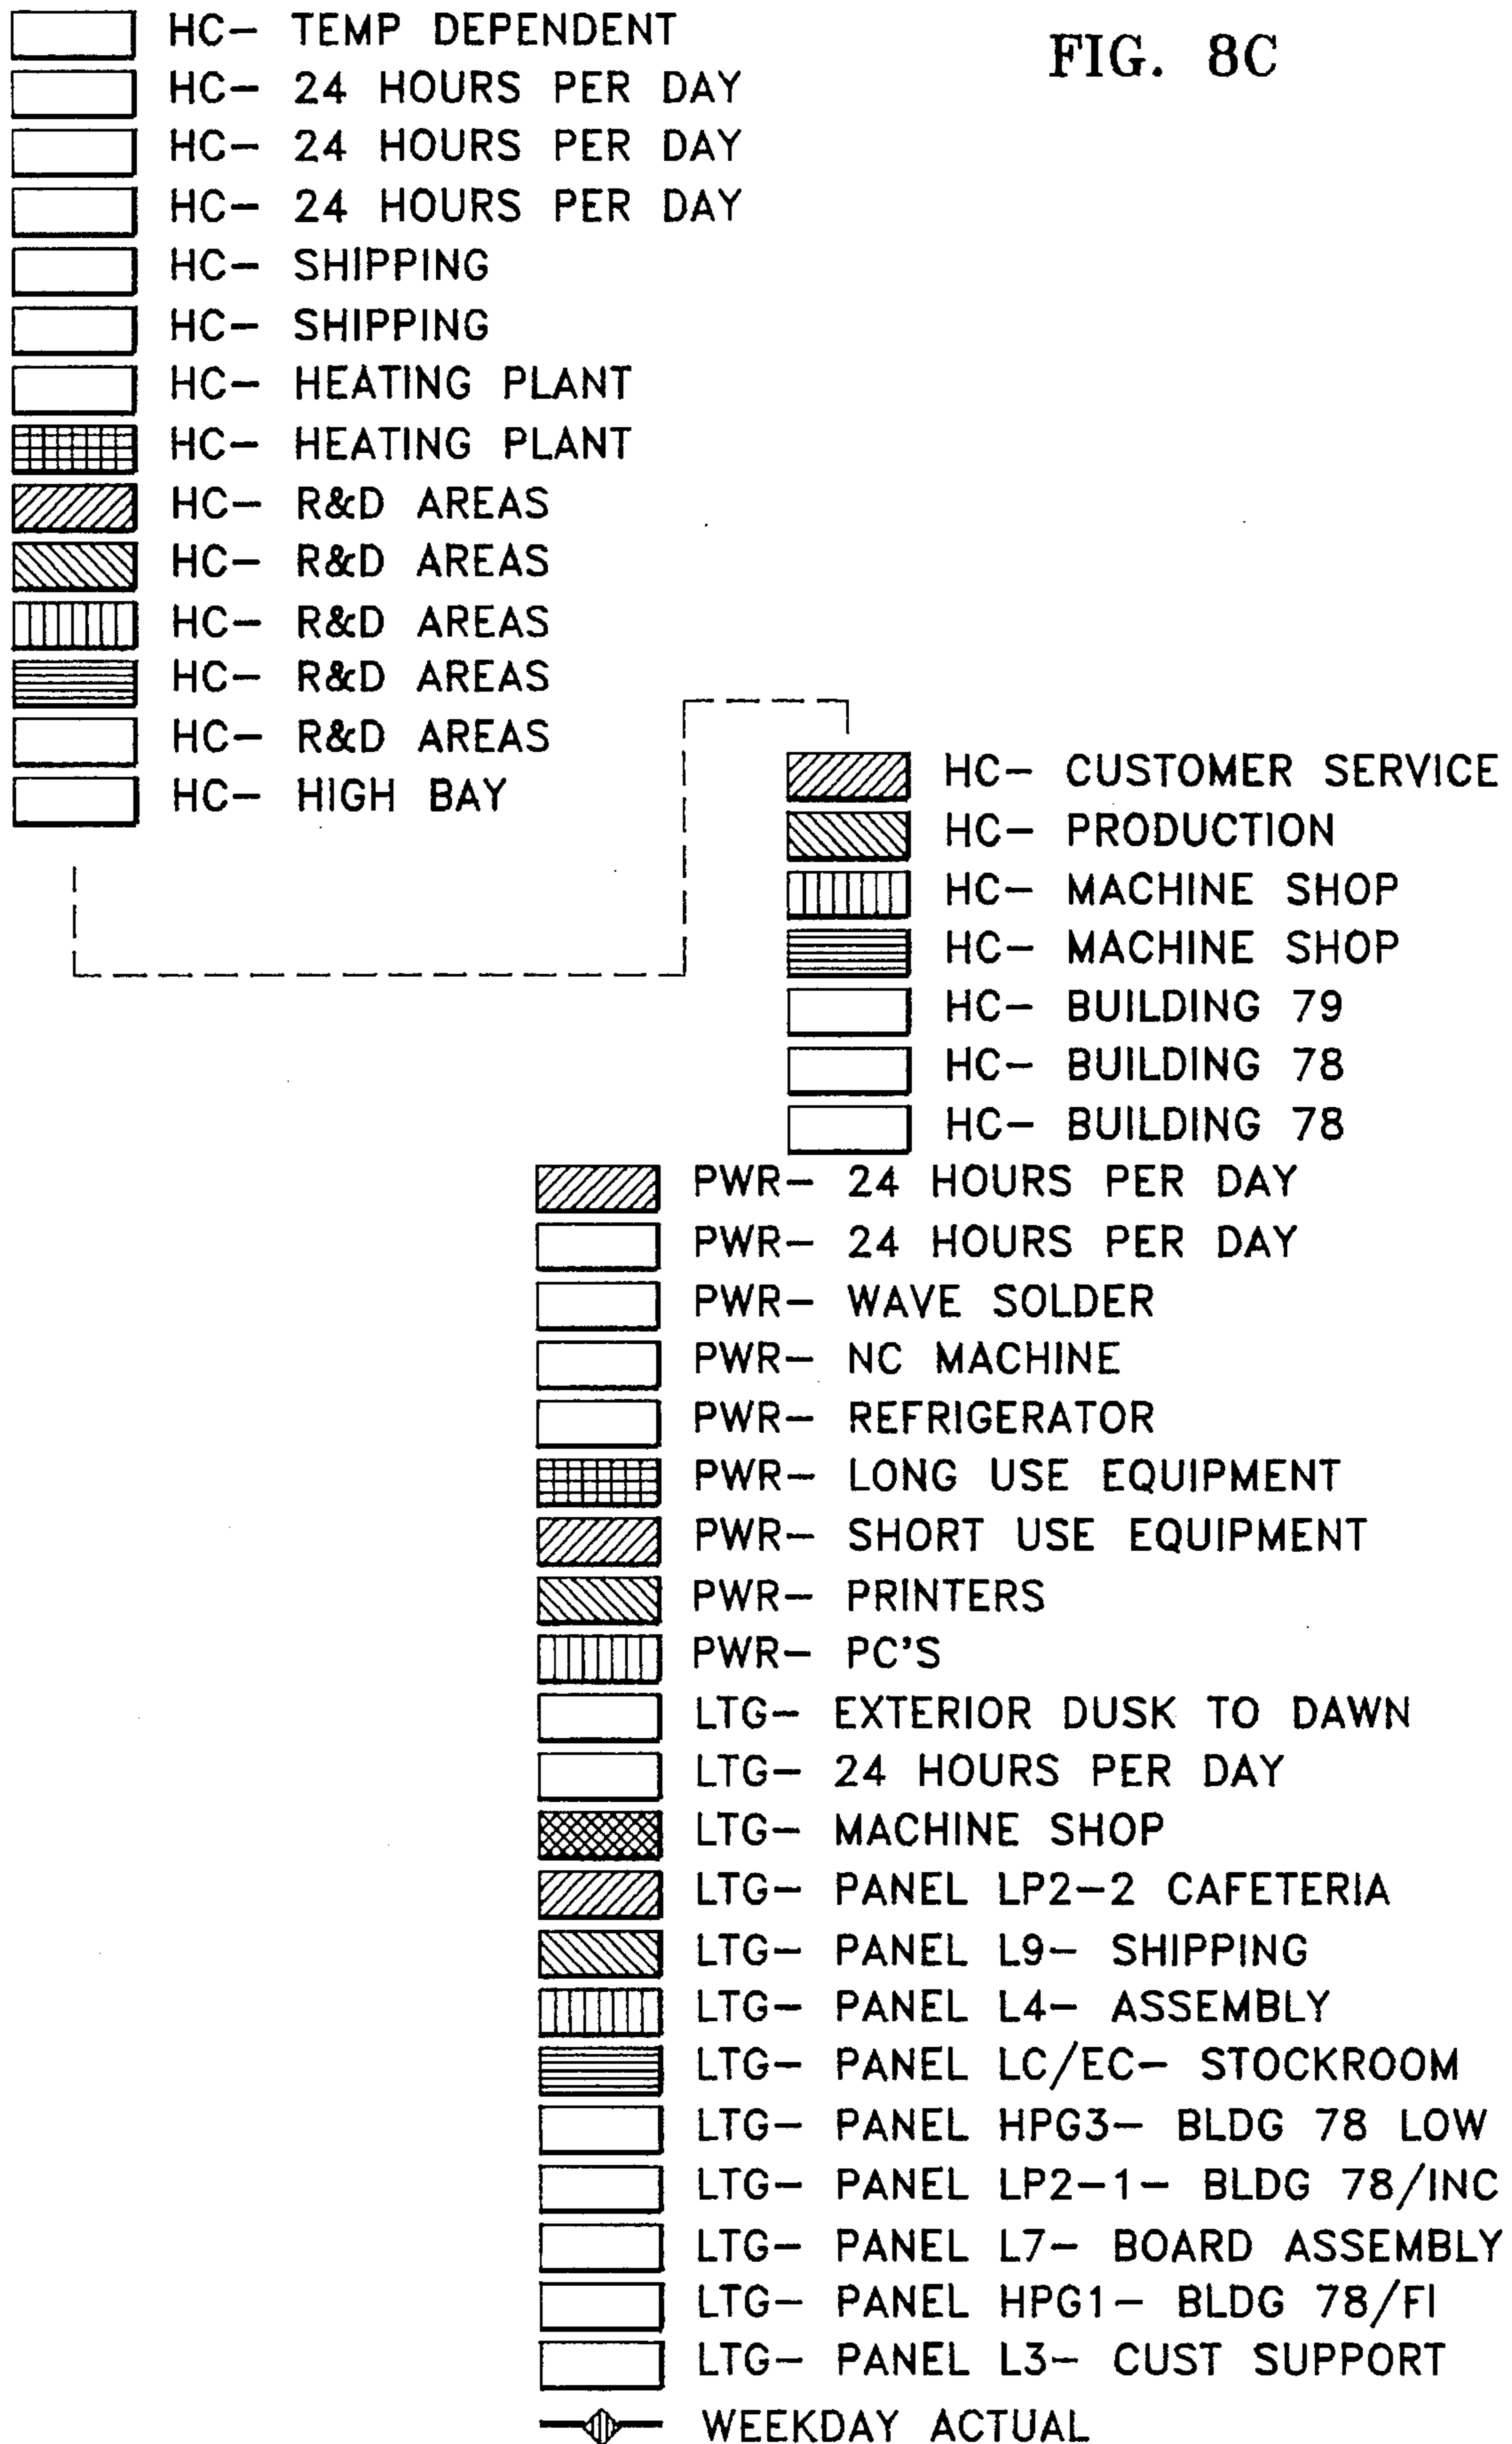 FIG. 8C
HC- TEMP DEPENDENT
HC- 24 HOURS PER DAY
HC- 24 HOURS PER DAY
HC- 24 HOURS PER DAY
HC- SHIPPING
HC- SHIPPING
HC- HEATING PLANT
HC- HEATING PLANT
HC- R&D AREAS
HC- R&D AREAS
HC- R&D AREAS
HC- R&D AREAS
HC- R&D AREAS
HC- HIGH BAY
HC- CUSTOMER SERVICE
HC- PRODUCTION
HC- MACHINE SHOP
HC- MACHINE SHOP
HC- BUILDING 79
HC- BUILDING 78
HC- BUILDING 78
PWR- 24 HOURS PER DAY
PWR- 24 HOURS PER DAY
PWR- WAVE SOLDER
PWR- NC MACHINE
PWR- REFRIGERATOR
PWR- LONG USE EQUIPMENT
PWR- SHORT USE EQUIPMENT
PWR- PRINTERS
PWR- PC'S
LTG- EXTERIOR DUSK TO DAWN
LTG- 24 HOURS PER DAY
LTG- MACHINE SHOP
LTG- PANEL LP2-2 CAFETERIA
LTG- PANEL L9- SHIPPING
LTG- PANEL L4- ASSEMBLY
LTG- PANEL LC/EC- STOCKROOM
LTG- PANEL HPG3- BLDG 78 LOW
LTG- PANEL LP2-1- BLDG 78/INC
LTG- PANEL L7- BOARD ASSEMBLY
LTG- PANEL HPG1- BLDG 78/FI
LTG- PANEL L3- CUST SUPPORT
WEEKDAY ACTUAL